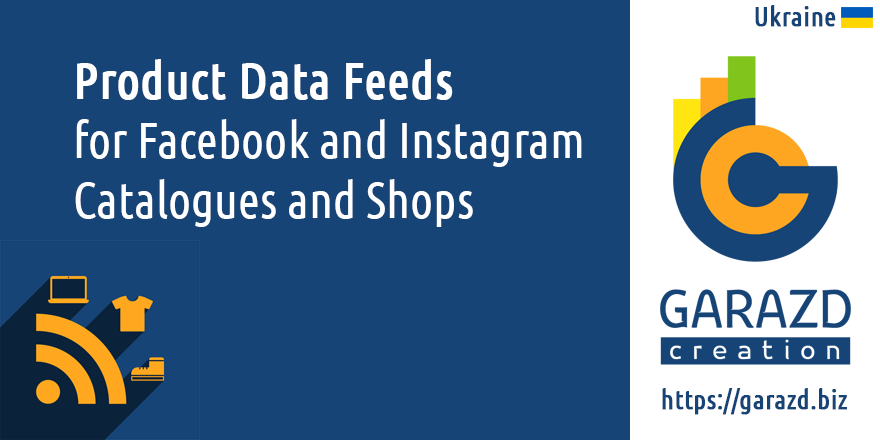 Product Data Feeds
for Facebook and Instagram
Catalogues and Shops
Ukraine
GARAZD
creation
https://garazd.biz